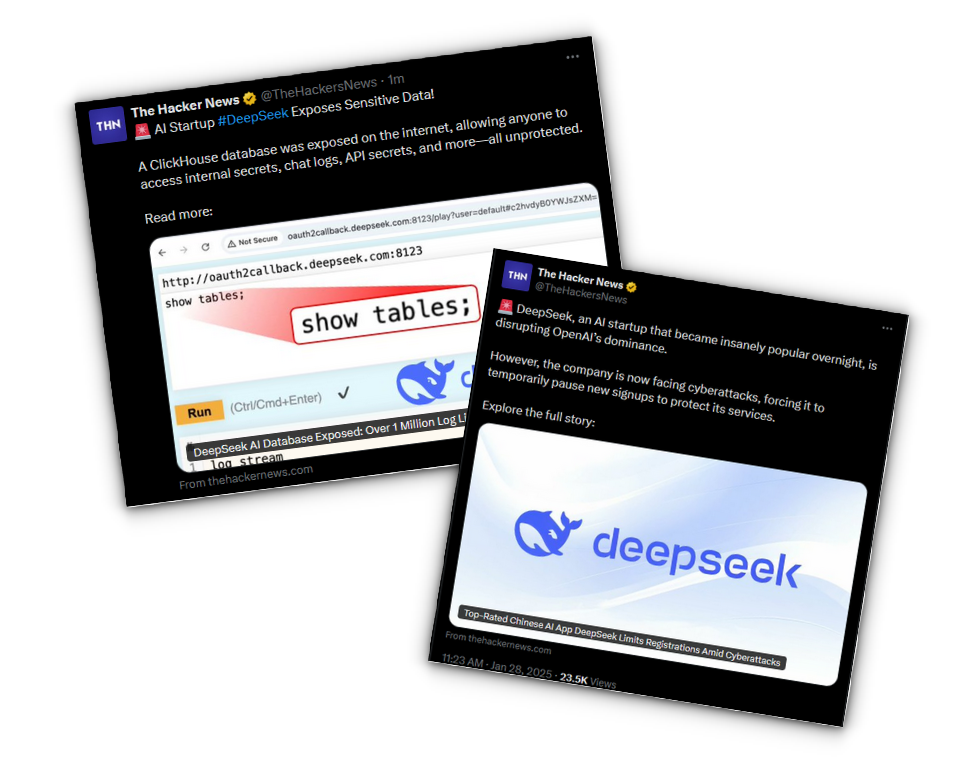 THN
The Hacker News @TheHackersNews · 1m
🚨 AI Startup #DeepSeek Exposes Sensitive Data!
A ClickHouse database was exposed on the internet, allowing anyone to
access internal secrets, chat logs, API secrets, and more—all unprotected.
Read more:
Not Secure oauth2callback.deepseek.com:8123/play?user=default#c2hvdyB0YWJsZXM=
http://oauth2callback.deepseek.com:8123
show tables;
show tables;
Run (Ctrl/Cmd+Enter) ✓
DeepSeek AI Database Exposed: Over 1 Million Log Li
1 log_stream
From thehackernews.com
THN
The Hacker News
@TheHackersNews
🚨 DeepSeek, an AI startup that became insanely popular overnight, is
disrupting OpenAI's dominance.
However, the company is now facing cyberattacks, forcing it to
temporarily pause new signups to protect its services.
Explore the full story:
deepseek
Top-Rated Chinese AI App DeepSeek Limits Registrations Amid Cyberattacks
From thehackernews.com
11:23 AM · Jan 28, 2025 · 23.5K Views